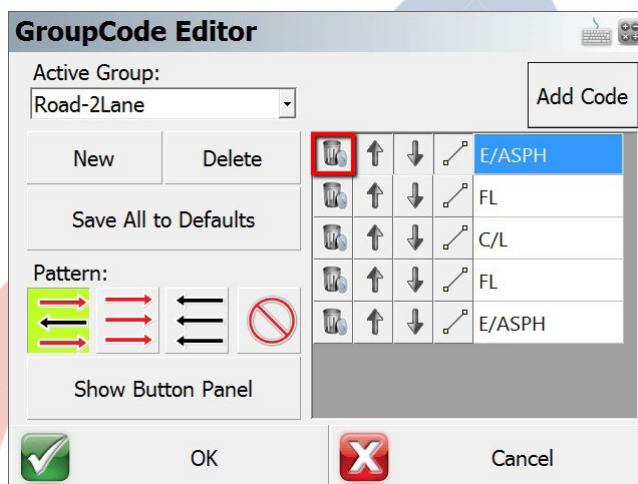 GroupCode Editor
Active Group:
Road-2Lane
Add Code
New
Delete
Save All to Defaults
Pattern:
Show Button Panel
E/ASPH
FL
C/L
FL
E/ASPH
OK
Cancel